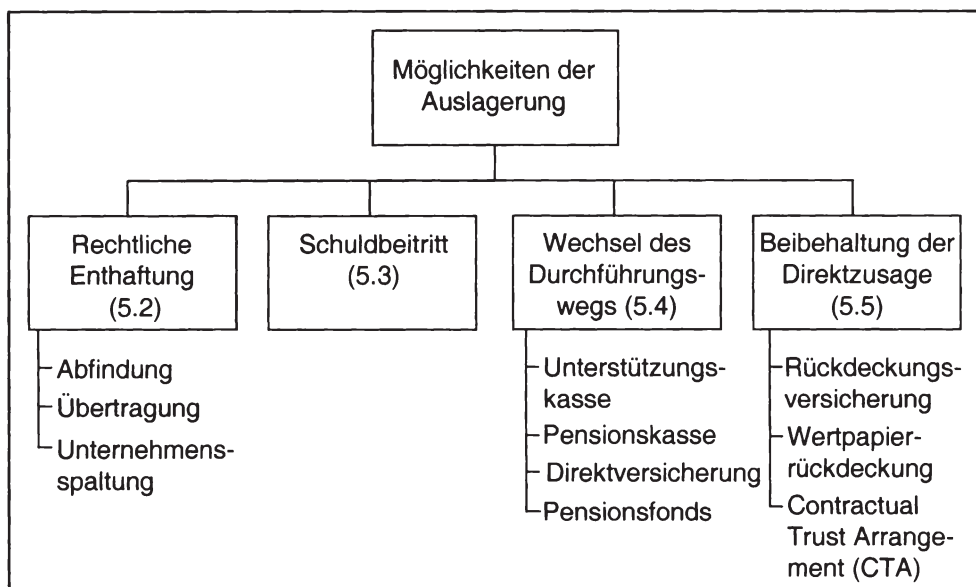 Möglichkeiten der
Auslagerung
Rechtliche
Enthaftung
(5.2)
Abfindung
Übertragung
Unternehmens-
spaltung
Schuldbeitritt
(5.3)
Wechsel des
Durchführungs-
wegs (5.4)
Unterstützungs-
kasse
Pensionskasse
Direktversicherung
Pensionsfonds
Beibehaltung der
Direktzusage
(5.5)
Rückdeckungs-
versicherung
Wertpapier-
rückdeckung
Contractual
Trust Arrange-
ment (CTA)